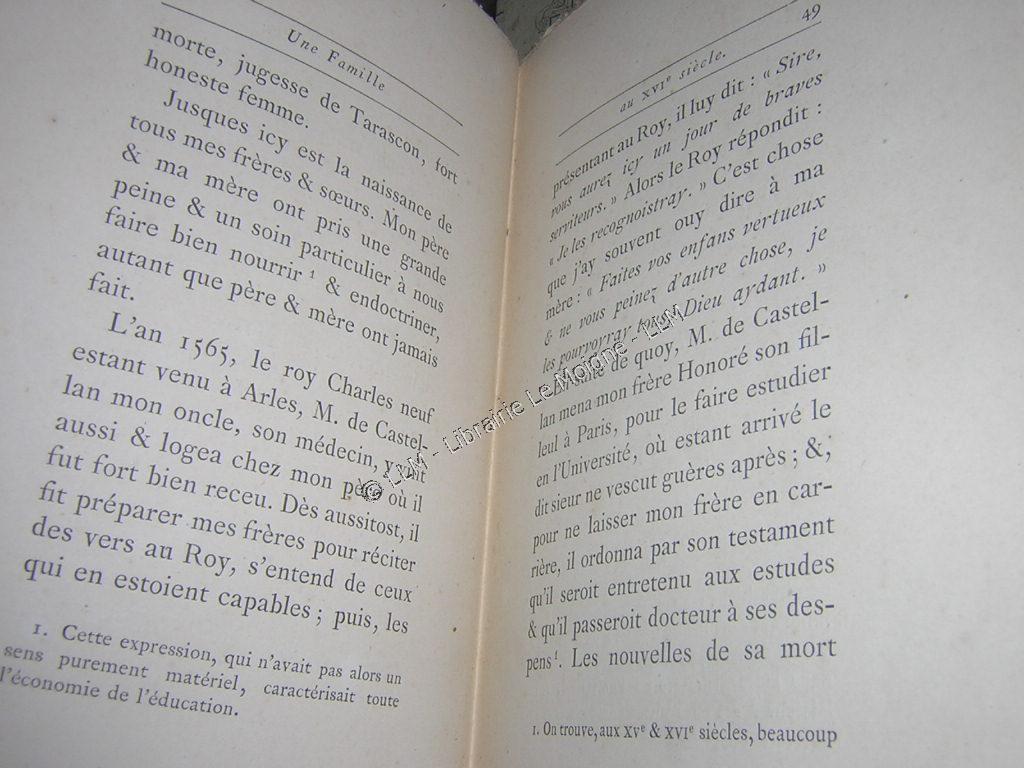 Une Famille
morte, jugesse de Tarascon, fort
honeste femme.
Jusques icy est la naissance de
tous mes frères & sœurs. Mon père
& ma mère ont pris une grande
peine & un soin particulier à nous
faire bien nourrir 1 & endoctriner,
autant que père & mère ont jamais
fait.
L'an 1565, le roy Charles neuf
estant venu à Arles, M. de Castel-
lan mon oncle, son médecin, y vint
aussi & logea chez mon père où il
fut fort bien receu. Dès aussitost, il
fit préparer mes frères pour réciter
des vers au Roy, s'entend de ceux
qui en estoient capables ; puis, les
1. Cette expression, qui n'avait pas alors un
sens purement matériel, caractérisait toute
l'économie de l'éducation.
au XVIe siècle.
49
présentant au Roy, il luy dit : « Sire,
vous aurez icy un jour de braves
serviteurs. » Alors le Roy répondit :
« Je les recognoistray. » C'est chose
que j'ay souvent ouy dire à ma
mère : « Faites vos enfans vertueux
& ne vous peinez d'autre chose, je
les pourvoyray tous, Dieu aydant. »
de quoy, M. de Castel-
lan mena mon frère Honoré son fil-
leul à Paris, pour le faire estudier
en l'Université, où estant arrivé le
dit sieur ne vescut guères après ; &,
pour ne laisser mon frère en car-
rière, il ordonna par son testament
qu'il seroit entretenu aux estudes
& qu'il passeroit docteur à ses des-
pens 1. Les nouvelles de sa mort
1. On trouve, aux XVe & XVIe siècles, beaucoup
© LLM - Librairie Le Moigne - LLM